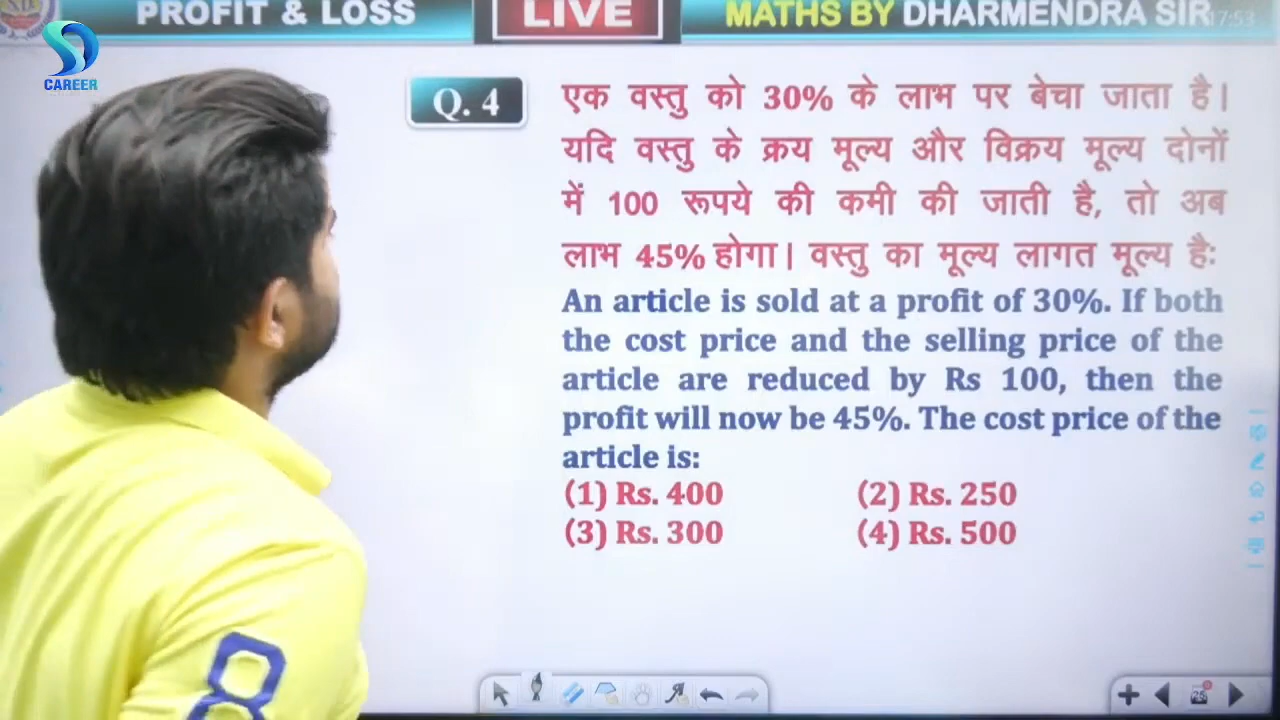 PROFIT & LOSS
LIVE
MATHS BY DHARMENDRA SIR
17:53
CAREER
Q. 4
एक वस्तु को 30% के लाभ पर बेचा जाता है।
यदि वस्तु के क्रय मूल्य और विक्रय मूल्य दोनों
में 100 रूपये की कमी की जाती है, तो अब
लाभ 45% होगा। वस्तु का मूल्य लागत मूल्य है:
An article is sold at a profit of 30%. If both
the cost price and the selling price of the
article are reduced by Rs 100, then the
profit will now be 45%. The cost price of the
article is:
(1) Rs. 400 (2) Rs. 250
(3) Rs. 300 (4) Rs. 500
8
25